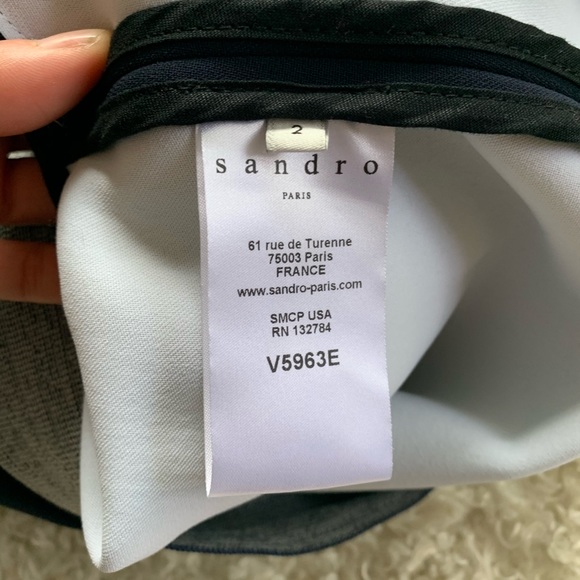 2
sandro
PARIS
61 rue de Turenne
75003 Paris
FRANCE
www.sandro-paris.com
SMCP USA
RN 132784
V5963E